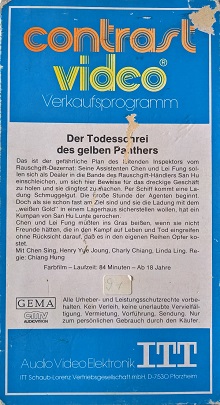 contrast
video®
Verkaufsprogramm
Der Todesschrei
des gelben Panthers
Das ist der gefährliche Plan des leitenden Inspektors vom
Rauschgift-Dezernat: Seine Assistenten Chen und Lei Fung sol-
len sich als Dealer in die Bande des Rauschgift-Händlers San Hu
einschleichen, um sich hier Beweise für das dreckige Geschäft
zu holen und sie dingfest zu machen. Per Schiff kommt eine La-
dung Schmuggelgut. Die große Stunde der Agenten beginnt.
Doch als sie schon fast am Ziel sind und sie die Ladung mit dem
„weißen Gold" in einem Lagerhaus sicherstellen wollen, hat ein
Kumpan von San Hu Lunte gerochen.
Chen und Lei Fung müßten ins Gras beißen, wenn sie nicht
Freunde hätten, die in den Kampf auf Leben und Tod eingreifen
ohne Rücksicht darauf, daß es in den eigenen Reihen Opfer ko-
stet.
Mit Chen Sing, Henry Yue Joung, Charly Chiang, Linda Ling. Re-
gie: Chiang Hung
Farbfilm – Laufzeit: 84 Minuten – Ab 18 Jahre
GEMA
cmv
AUDIOVISION
Alle Urheber- und Leistungsschutzrechte vorbe-
halten. Kein Verleih, keine unerlaubte Vervielfäl-
tigung, Vermietung, Vorführung, Sendung. Nur
zum persönlichen Gebrauch durch den Käufer.
Audio Video Elektronik ITT
ITT Schaub-Lorenz Vertriebsgesellschaft mbH, D-7530 Pforzheim